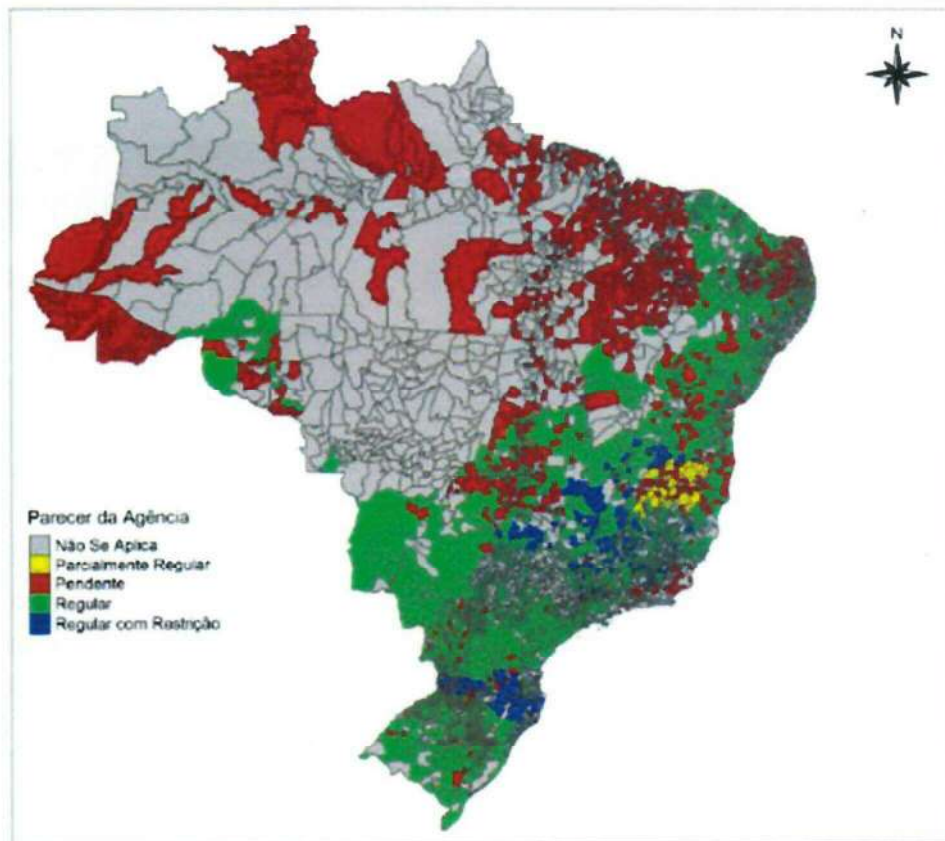 N
Parecer da Agência
Não Se Aplica
Parcialmente Regular
Pendente
Regular
Regular com Restrição